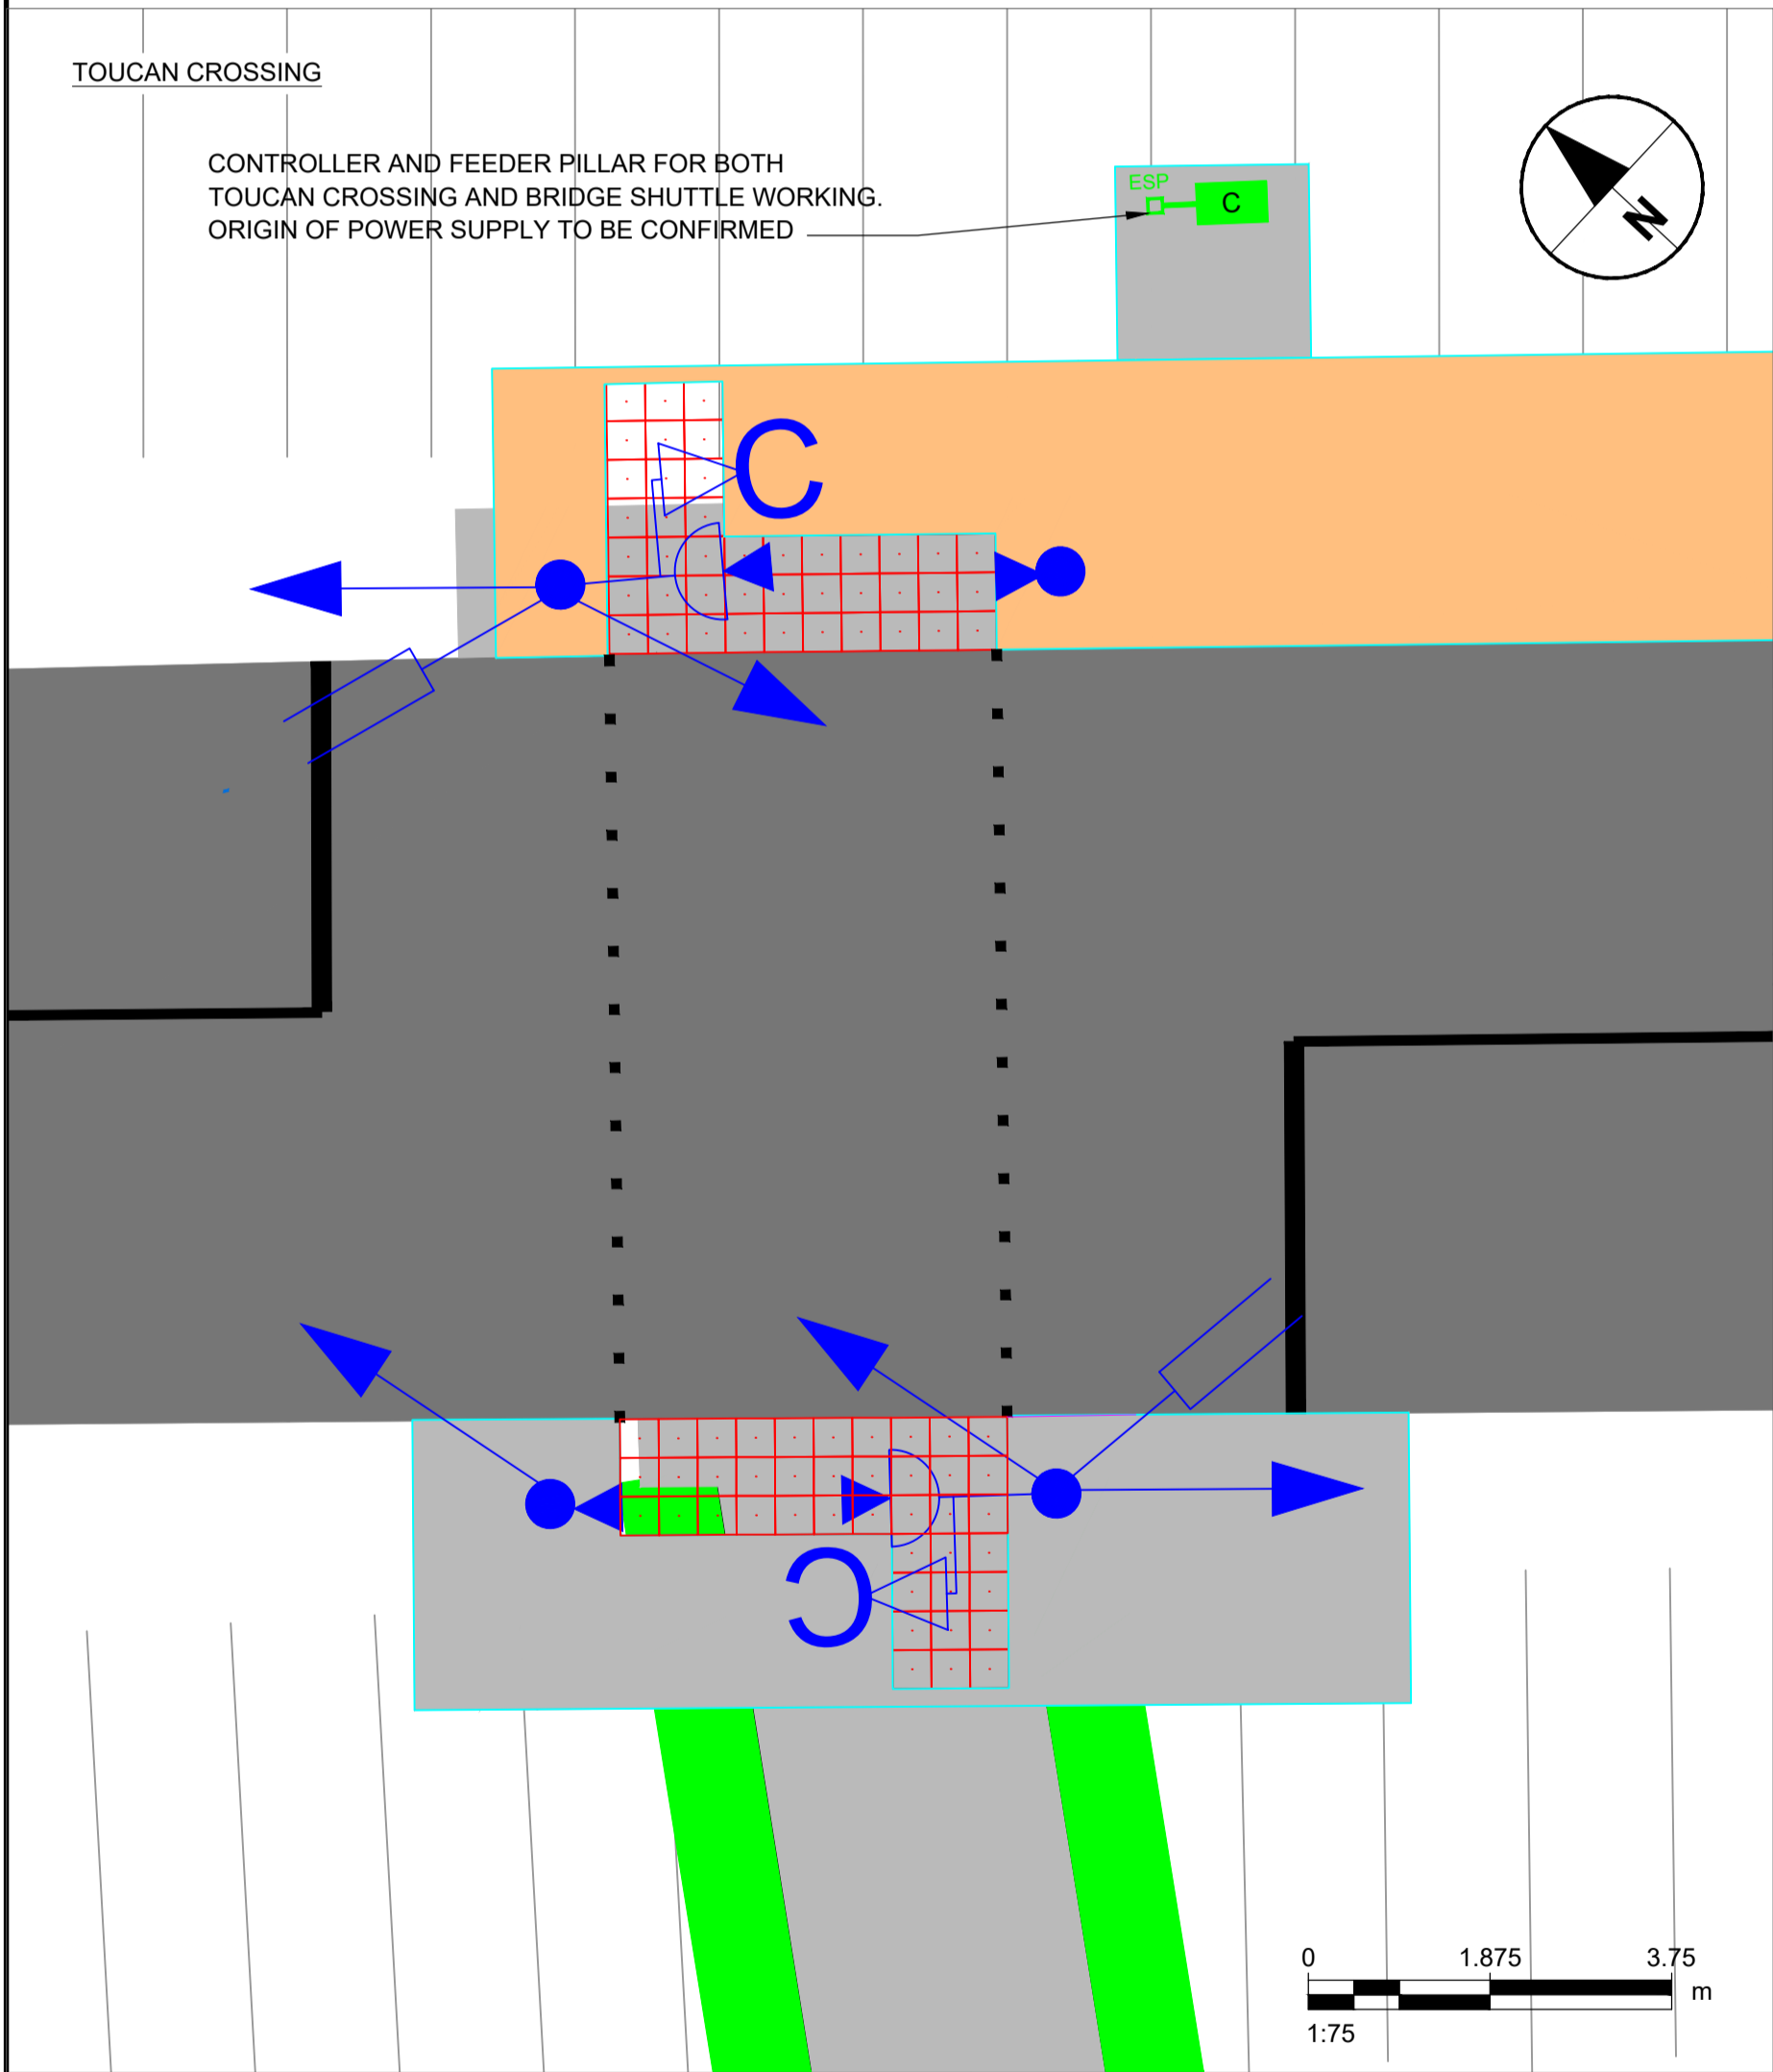 TOUCAN CROSSING
CONTROLLER AND FEEDER PILLAR FOR BOTH
TOUCAN CROSSING AND BRIDGE SHUTTLE WORKING.
ORIGIN OF POWER SUPPLY TO BE CONFIRMED
ESP
C
N
C
C
0 1.875 3.75
m
1:75